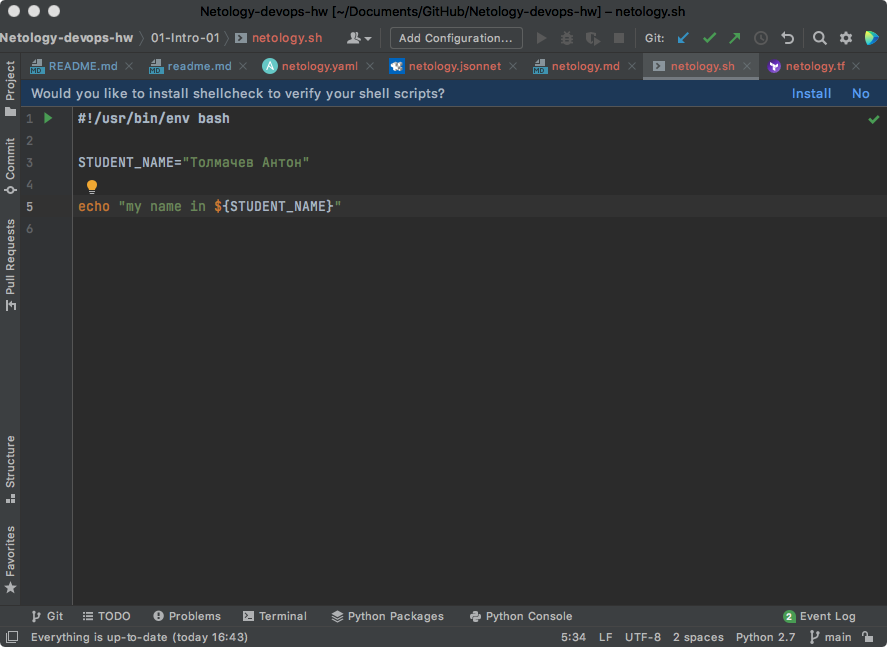 Netology-devops-hw [~/Documents/GitHub/Netology-devops-hw] – netology.sh
Netology-devops-hw 01-Intro-01 netology.sh Add Configuration... Git:
README.md readme.md netology.yaml netology.jsonnet netology.md netology.sh netology.tf
Would you like to install shellcheck to verify your shell scripts? Install No
Project
Commit
Pull Requests
Structure
Favorites
1 #!/usr/bin/env bash
2
3 STUDENT_NAME="Толмачев Антон"
4
5 echo "my name in ${STUDENT_NAME}"
6
Git TODO Problems Terminal Python Packages Python Console 2 Event Log
Everything is up-to-date (today 16:43) 5:34 LF UTF-8 2 spaces Python 2.7 main